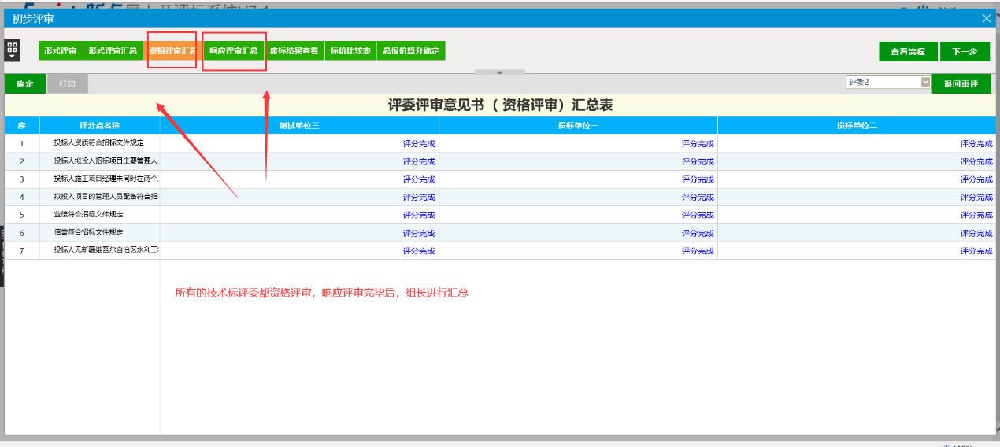 初步评审
形式评审 形式评审汇总 资格评审汇总 响应评审汇总 废标结果查看 标价比较表 总报价算分确定 查看流程 下一步
确定 打印 评委2 退回重评
评委评审意见书（ 资格评审）汇总表
序 评分点名称 测试单位三 投标单位一 投标单位二
1 投标人资质符合招标文件规定 评分完成 评分完成 评分完成
2 投标人拟投入招标项目主要管理人 评分完成 评分完成 评分完成
3 投标人施工项目经理未同时在两个 评分完成 评分完成 评分完成
4 拟投入项目的管理人员配备符合招 评分完成 评分完成 评分完成
5 业绩符合招标文件规定 评分完成 评分完成 评分完成
6 信誉符合招标文件规定 评分完成 评分完成 评分完成
7 投标人无新疆维吾尔自治区水利工 评分完成 评分完成 评分完成
所有的技术标评委都资格评审，响应评审完毕后，组长进行汇总